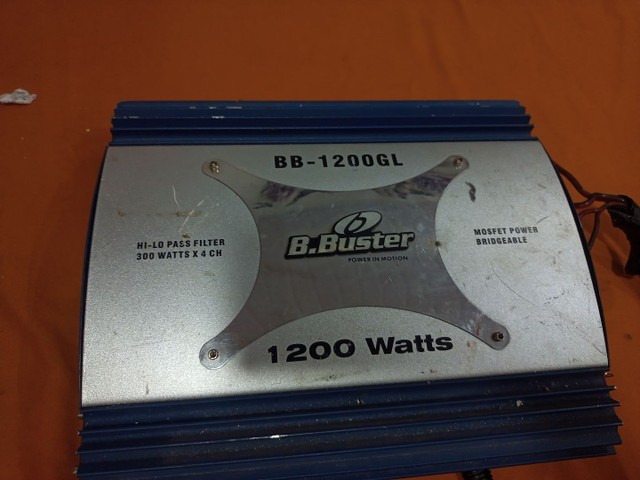 BB-1200GL
HI-LO PASS FILTER
300 WATTS X 4 CH
B.Buster
POWER IN MOTION
MOSFET POWER
BRIDGEABLE
1200 Watts